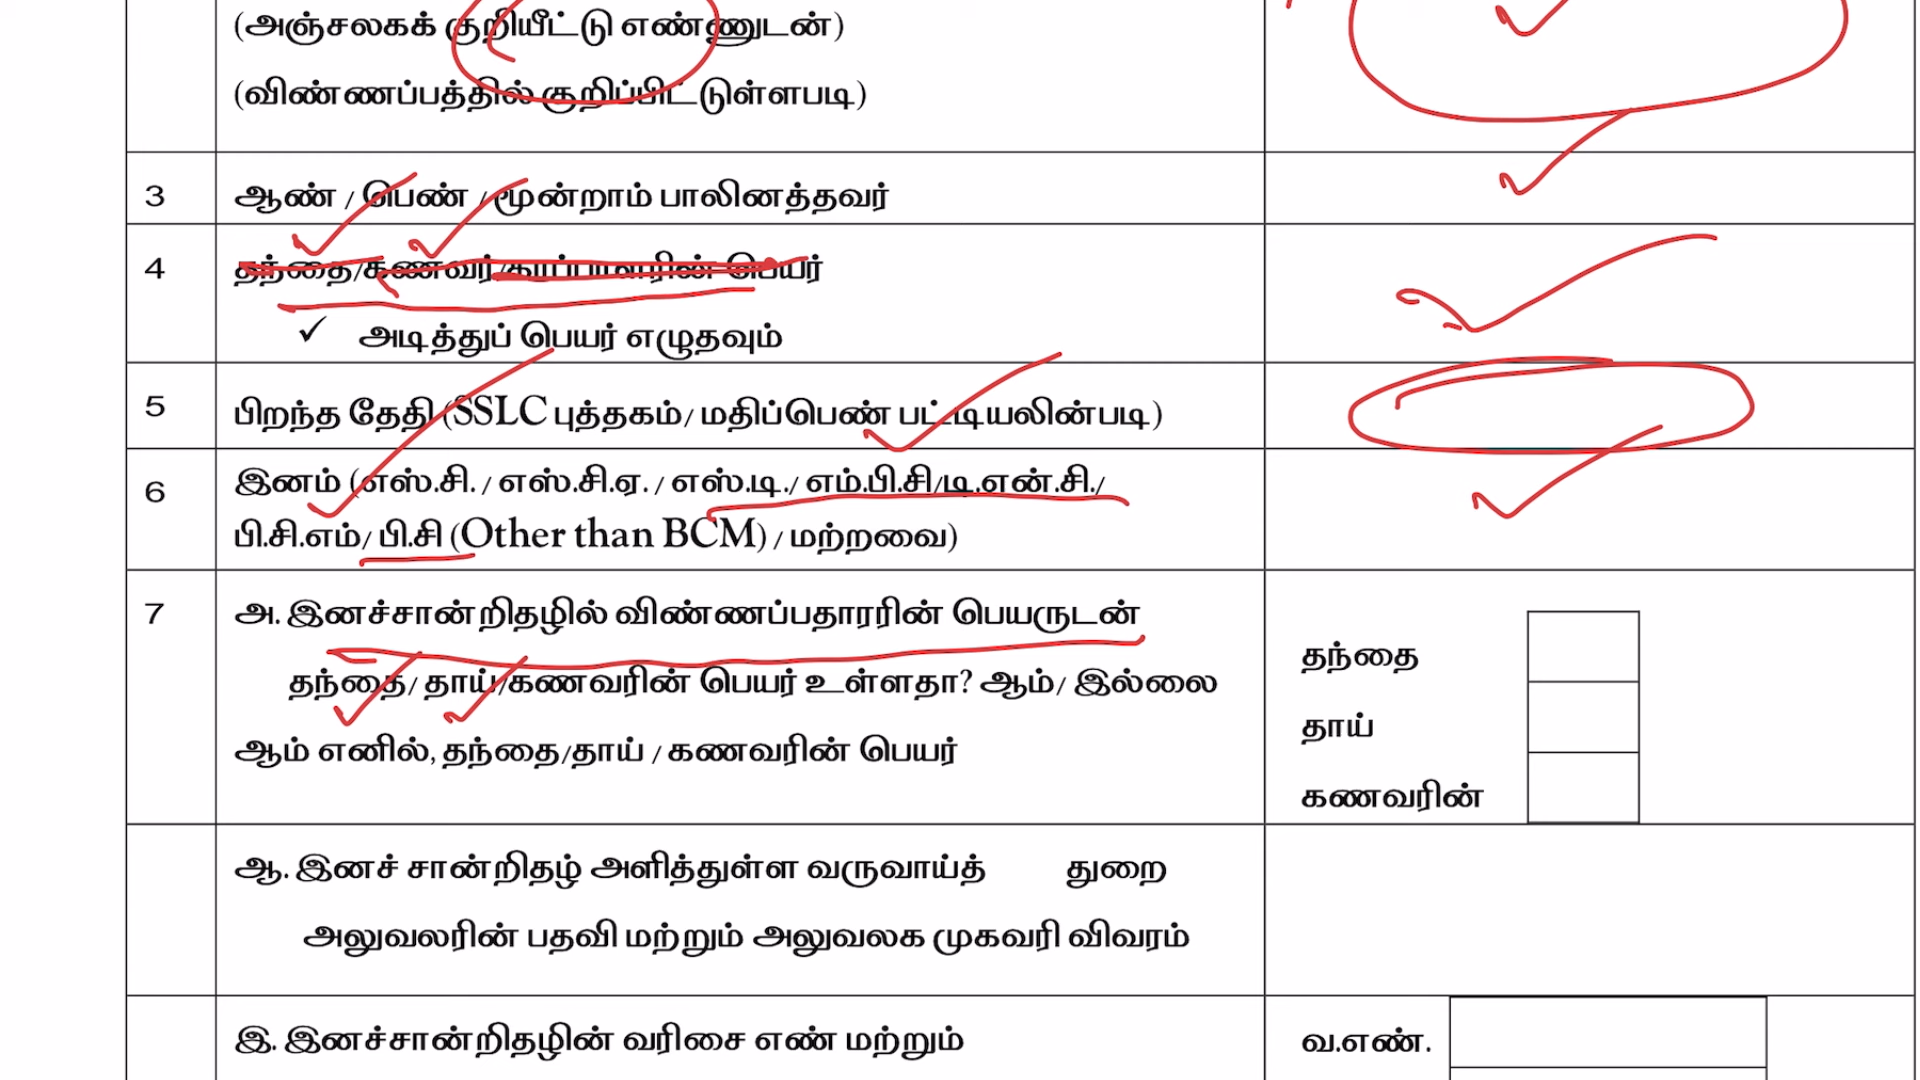 (அஞ்சலகக் குறியீட்டு எண்ணுடன்)
(விண்ணப்பத்தில் குறிப்பிட்டுள்ளபடி)
3 ஆண் / பெண் / மூன்றாம் பாலினத்தவர்
4 தந்தை/கணவர்/காப்பாளரின் பெயர்
✓ அடித்துப் பெயர் எழுதவும்
5 பிறந்த தேதி (SSLC புத்தகம்/ மதிப்பெண் பட்டியலின்படி)
6 இனம் (எஸ்.சி. / எஸ்.சி.ஏ. / எஸ்.டி./ எம்.பி.சி/டி.என்.சி./
பி.சி.எம்/ பி.சி (Other than BCM) / மற்றவை)
7 அ. இனச்சான்றிதழில் விண்ணப்பதாரரின் பெயருடன்
தந்தை/ தாய்/கணவரின் பெயர் உள்ளதா? ஆம்/ இல்லை
ஆம் எனில், தந்தை/தாய் / கணவரின் பெயர்
தந்தை
தாய்
கணவரின்
ஆ. இனச் சான்றிதழ் அளித்துள்ள வருவாய்த் துறை
அலுவலரின் பதவி மற்றும் அலுவலக முகவரி விவரம்
இ. இனச்சான்றிதழின் வரிசை எண் மற்றும்
வ.எண்.